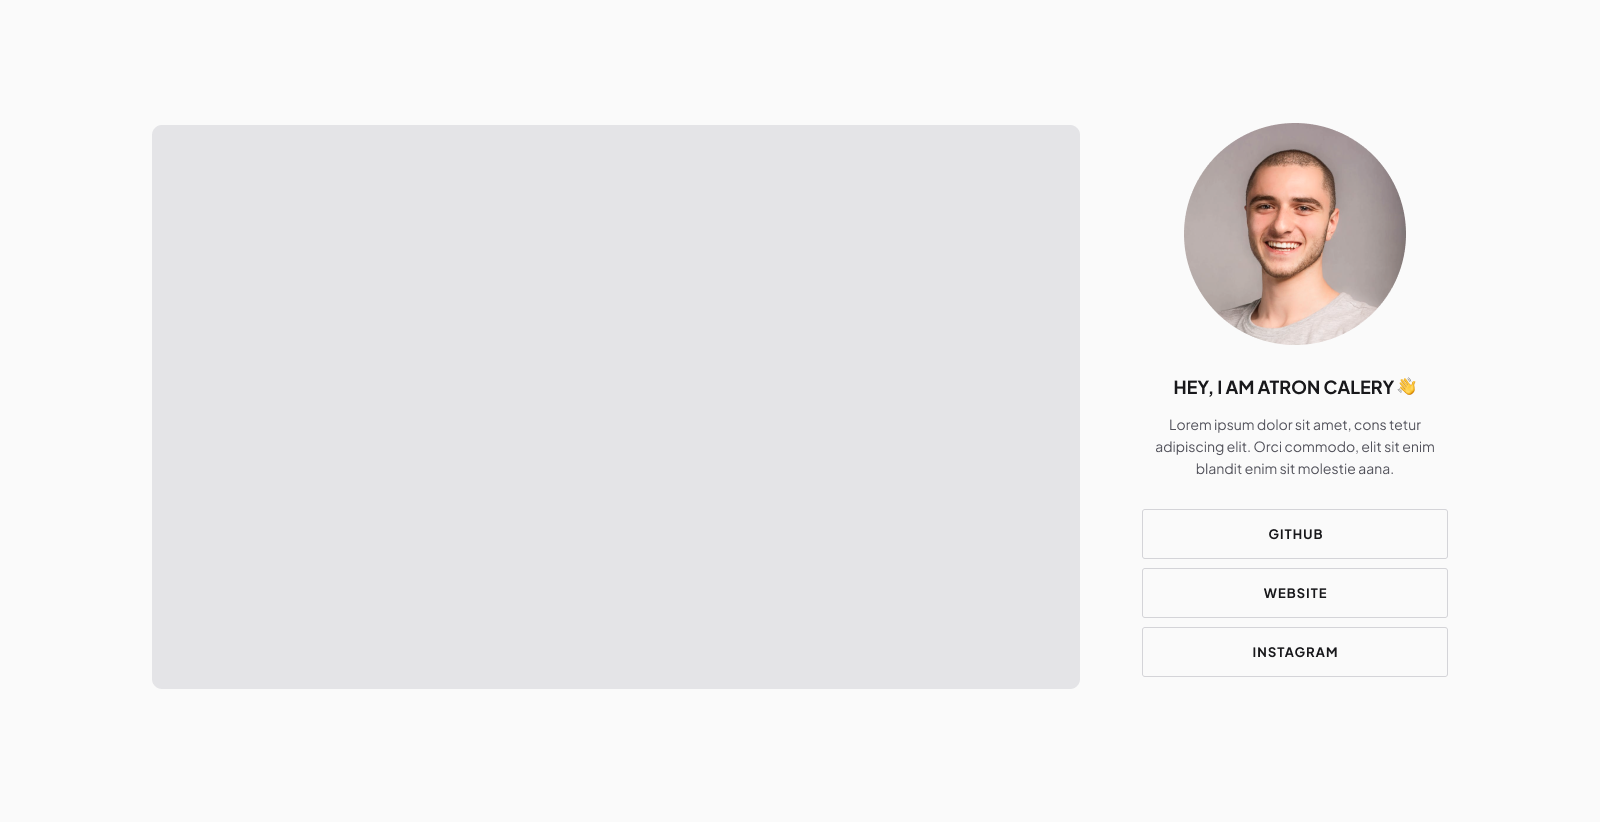 HEY, I AM ATRON CALERY 👋
Lorem ipsum dolor sit amet, cons tetur
adipiscing elit. Orci commodo, elit sit enim
blandit enim sit molestie aana.
GITHUB
WEBSITE
INSTAGRAM